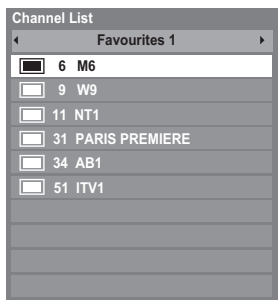 Channel List
Favourites 1
6 M6
9 W9
11 NT1
31 PARIS PREMIERE
34 AB1
51 ITV1